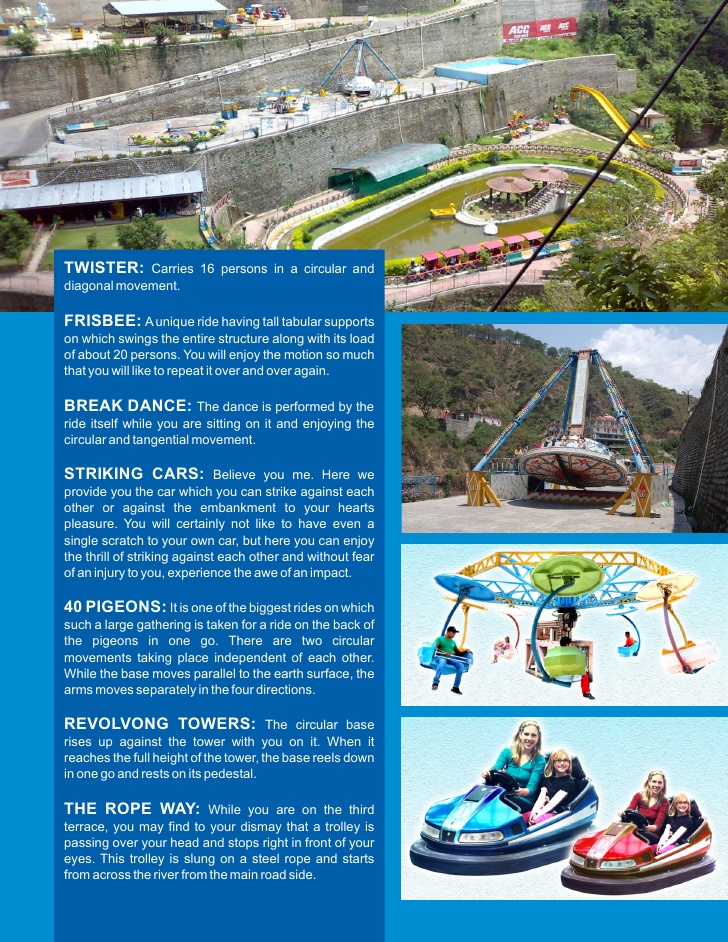 ACC ACC ACC
Coca-Cola
TWISTER: Carries 16 persons in a circular and
diagonal movement.
FRISBEE: A unique ride having tall tabular supports
on which swings the entire structure along with its load
of about 20 persons. You will enjoy the motion so much
that you will like to repeat it over and over again.
BREAK DANCE: The dance is performed by the
ride itself while you are sitting on it and enjoying the
circular and tangential movement.
STRIKING CARS: Believe you me. Here we
provide you the car which you can strike against each
other or against the embankment to your hearts
pleasure. You will certainly not like to have even a
single scratch to your own car, but here you can enjoy
the thrill of striking against each other and without fear
of an injury to you, experience the awe of an impact.
40 PIGEONS: It is one of the biggest rides on which
such a large gathering is taken for a ride on the back of
the pigeons in one go. There are two circular
movements taking place independent of each other.
While the base moves parallel to the earth surface, the
arms moves separately in the four directions.
REVOLVONG TOWERS: The circular base
rises up against the tower with you on it. When it
reaches the full height of the tower, the base reels down
in one go and rests on its pedestal.
THE ROPE WAY: While you are on the third
terrace, you may find to your dismay that a trolley is
passing over your head and stops right in front of your
eyes. This trolley is slung on a steel rope and starts
from across the river from the main road side.